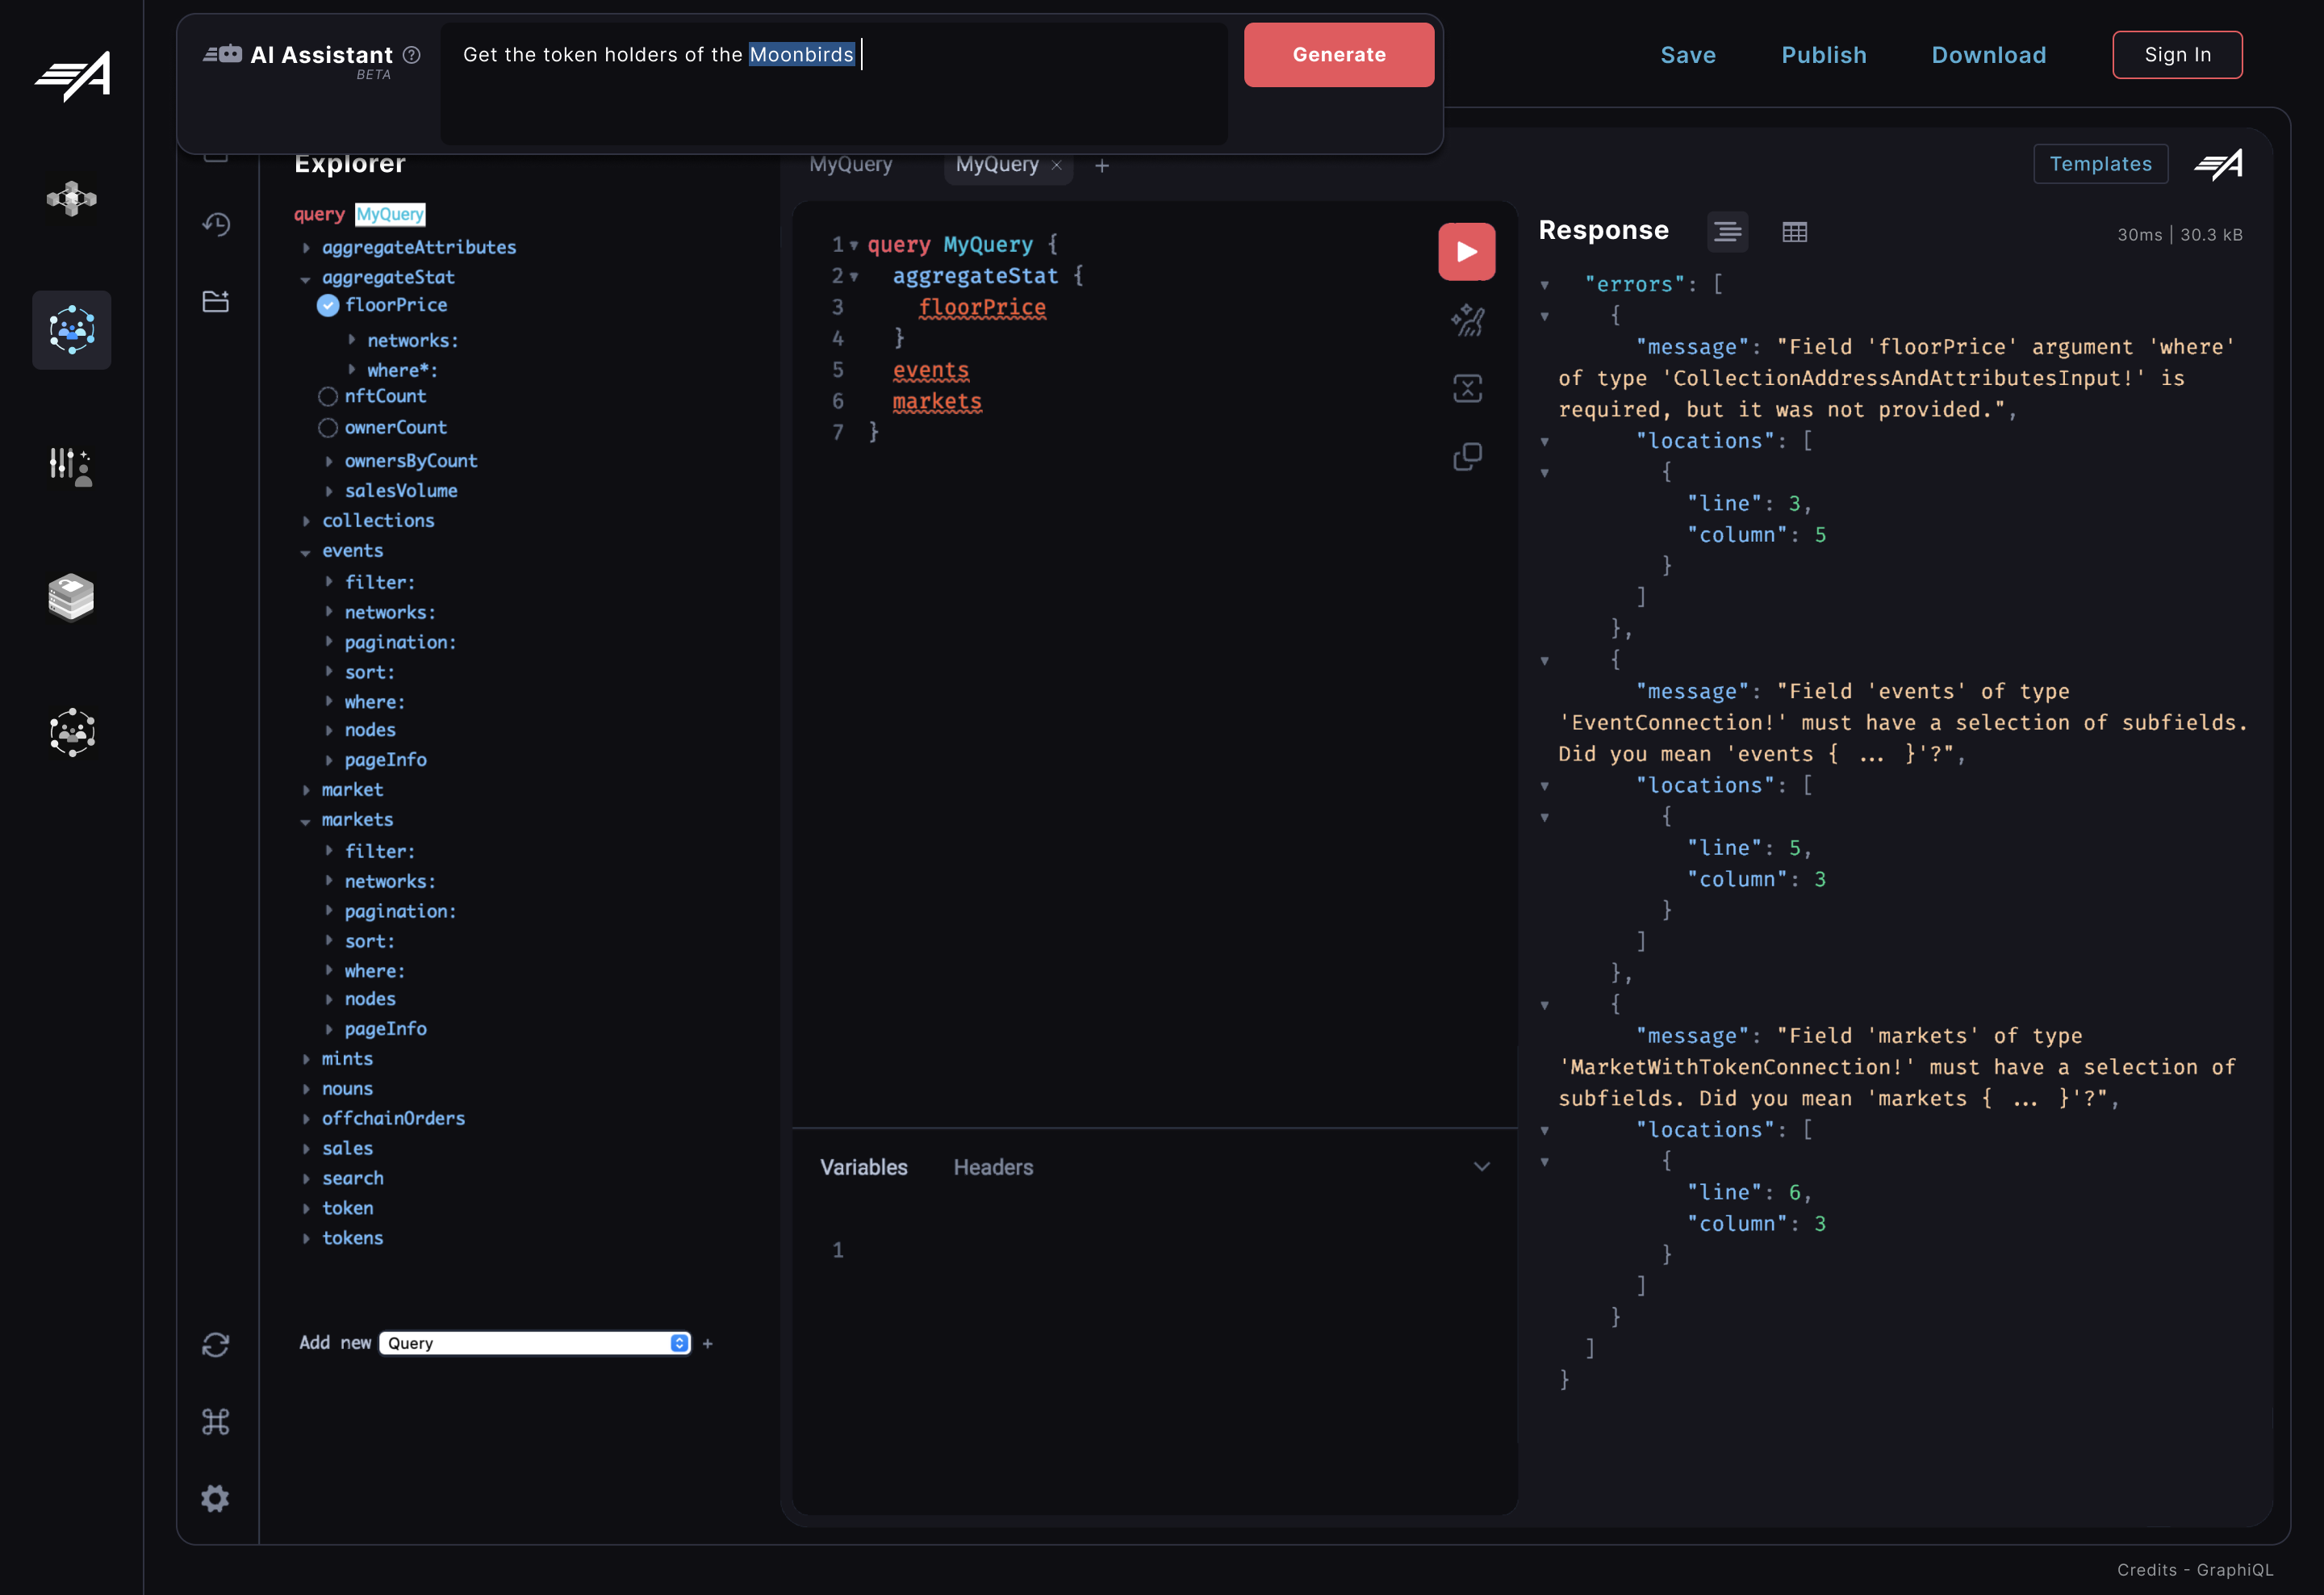 AI Assistant
BETA
Get the token holders of the Moonbirds
Generate
Save
Publish
Download
Sign In
Explorer
query MyQuery
aggregateAttributes
aggregateStat
floorPrice
networks:
where*:
nftCount
ownerCount
ownersByCount
salesVolume
collections
events
filter:
networks:
pagination:
sort:
where:
nodes
pageInfo
market
markets
filter:
networks:
pagination:
sort:
where:
nodes
pageInfo
mints
nouns
offchainOrders
sales
search
token
tokens
Add new Query +
MyQuery
MyQuery × +
1 query MyQuery {
2 aggregateStat {
3 floorPrice
4 }
5 events
6 markets
7 }
Variables
Headers
1
Templates
Response
30ms | 30.3 kB
"errors": [
{
"message": "Field 'floorPrice' argument 'where'
of type 'CollectionAddressAndAttributesInput!' is
required, but it was not provided.",
"locations": [
{
"line": 3,
"column": 5
}
]
},
{
"message": "Field 'events' of type
'EventConnection!' must have a selection of subfields.
Did you mean 'events { ... }'?",
"locations": [
{
"line": 5,
"column": 3
}
]
},
{
"message": "Field 'markets' of type
'MarketWithTokenConnection!' must have a selection of
subfields. Did you mean 'markets { ... }'?",
"locations": [
{
"line": 6,
"column": 3
}
]
}
]
}
Credits - GraphiQL